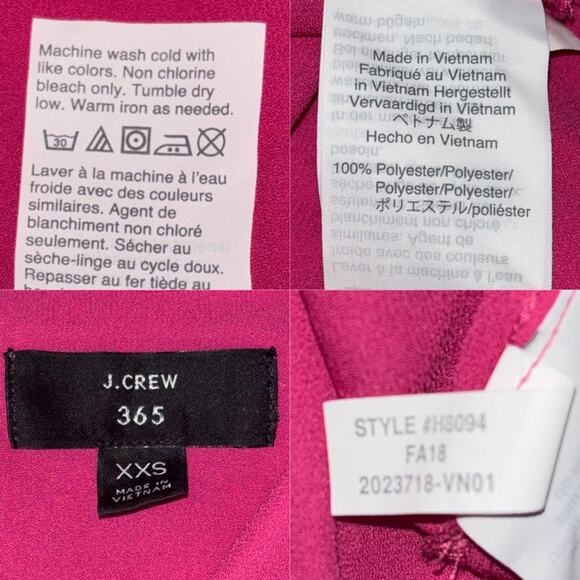 Machine wash cold with
like colors. Non chlorine
bleach only. Tumble dry
low. Warm iron as needed.
30
Laver à la machine à l'eau
froide avec des couleurs
similaires. Agent de
blanchiment non chloré
seulement. Sécher au
sèche-linge au cycle doux.
Repasser au fer tiède au
Made in Vietnam
Fabriqué au Vietnam
in Vietnam Hergestellt
Vervaardigd in Viëtnam
ベトナム製
Hecho en Vietnam
100% Polyester/Polyester/
Polyester/Polyester/
ポリエステル/poliéster
J.CREW
365
XXS
MADE IN
VIETNAM
STYLE #H8094
FA18
2023718-VN01